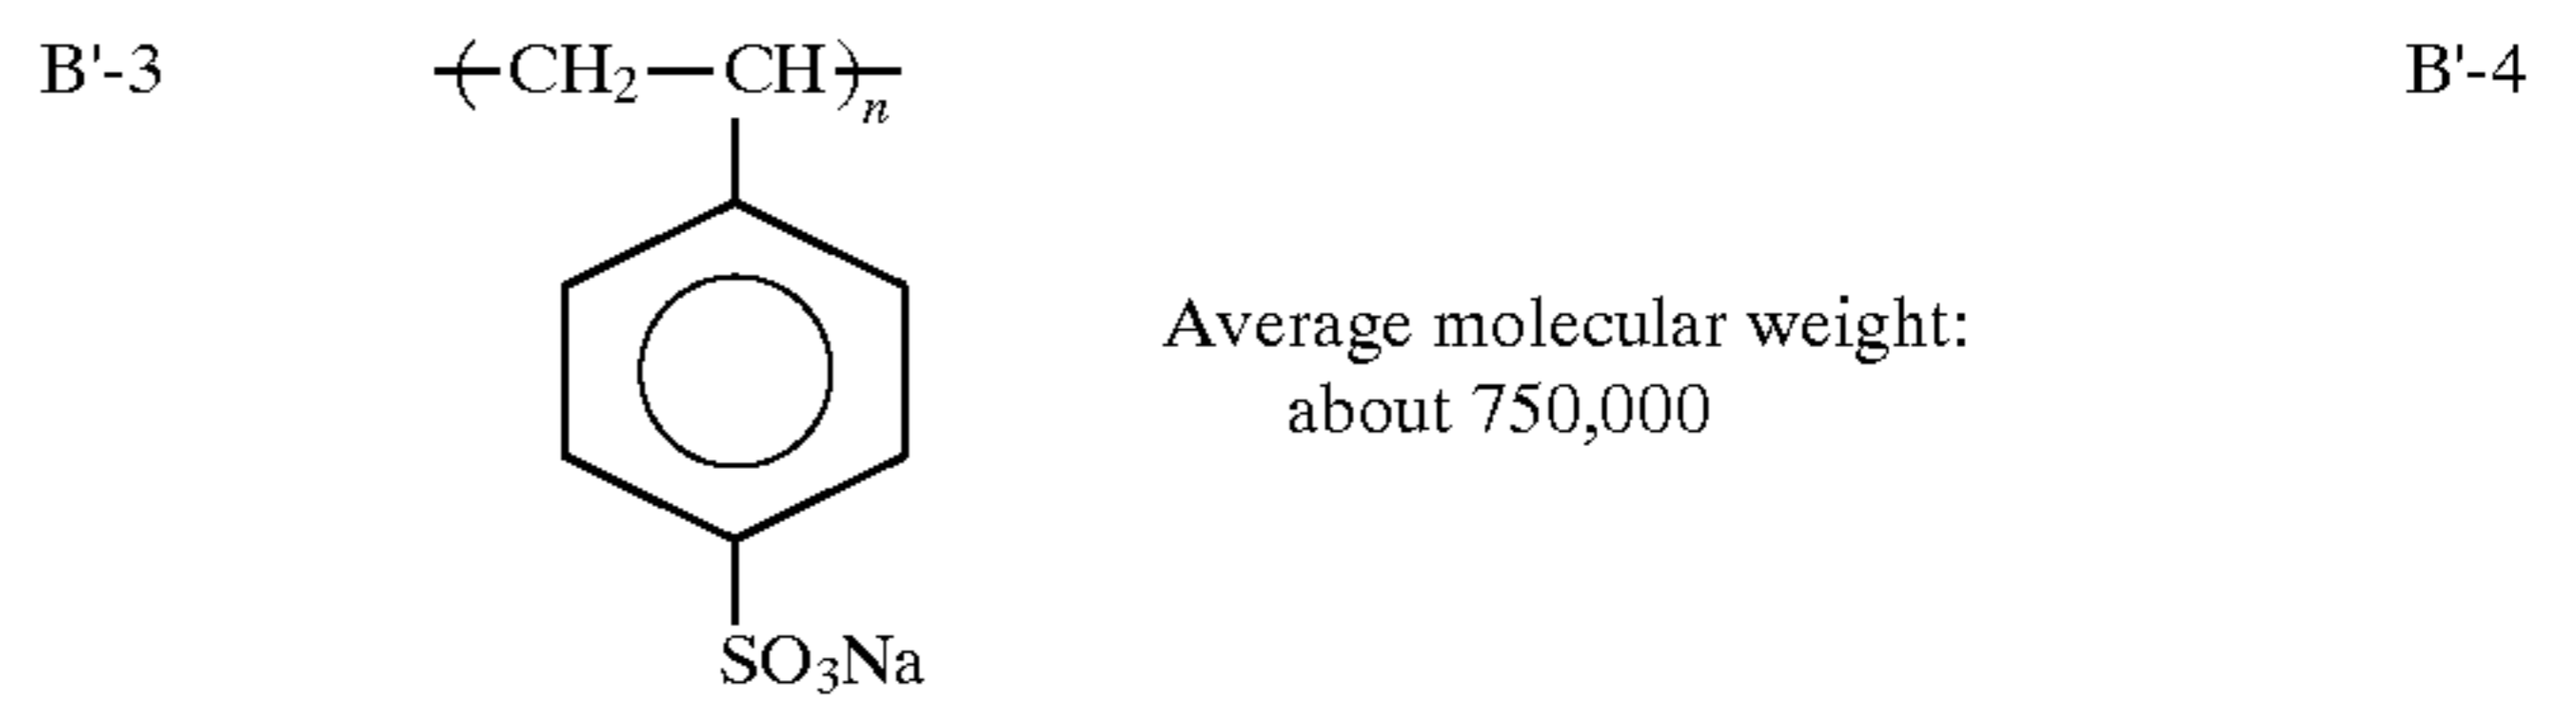 B'-3 (CH₂—CH)ₙ B'-4
Average molecular weight:
about 750,000
SO₃Na